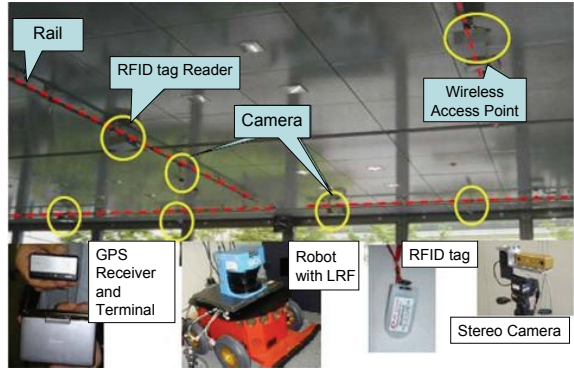 Rail
RFID tag Reader
Camera
Wireless
Access Point
GPS
Receiver
and
Terminal
Robot
with LRF
RFID tag
Stereo Camera